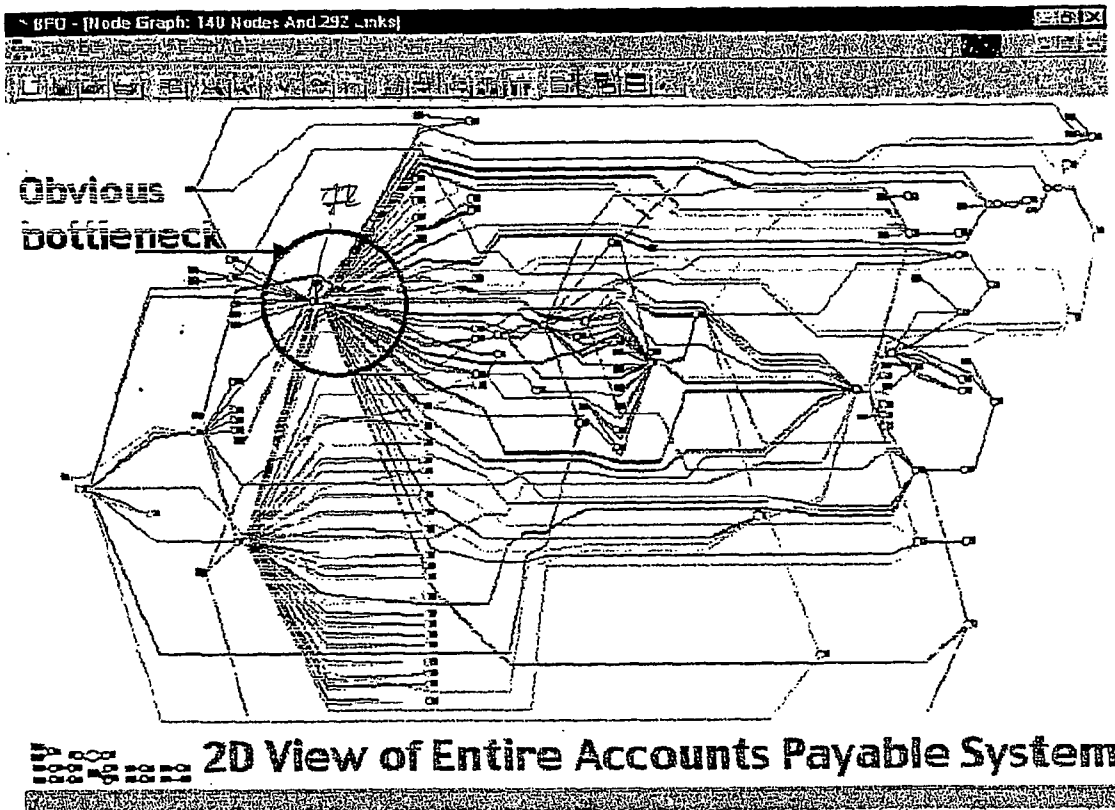 BFO - [Node Graph: 140 Nodes And 292 Links]
Obvious
bottleneck
2D View of Entire Accounts Payable System